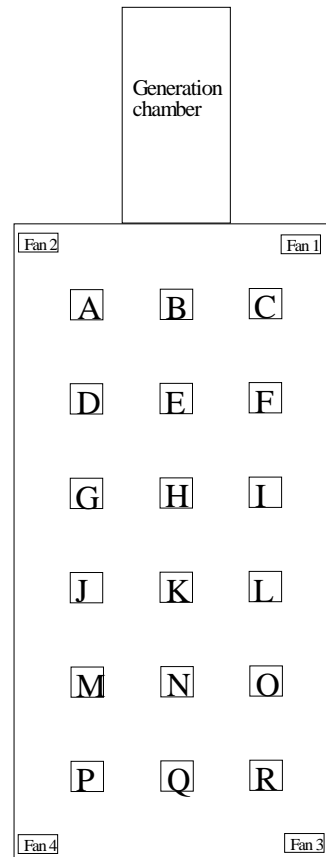 Generation
chamber
Fan 2 Fan 1
A B C
D E F
G H I
J K L
M N O
P Q R
Fan 4 Fan 3